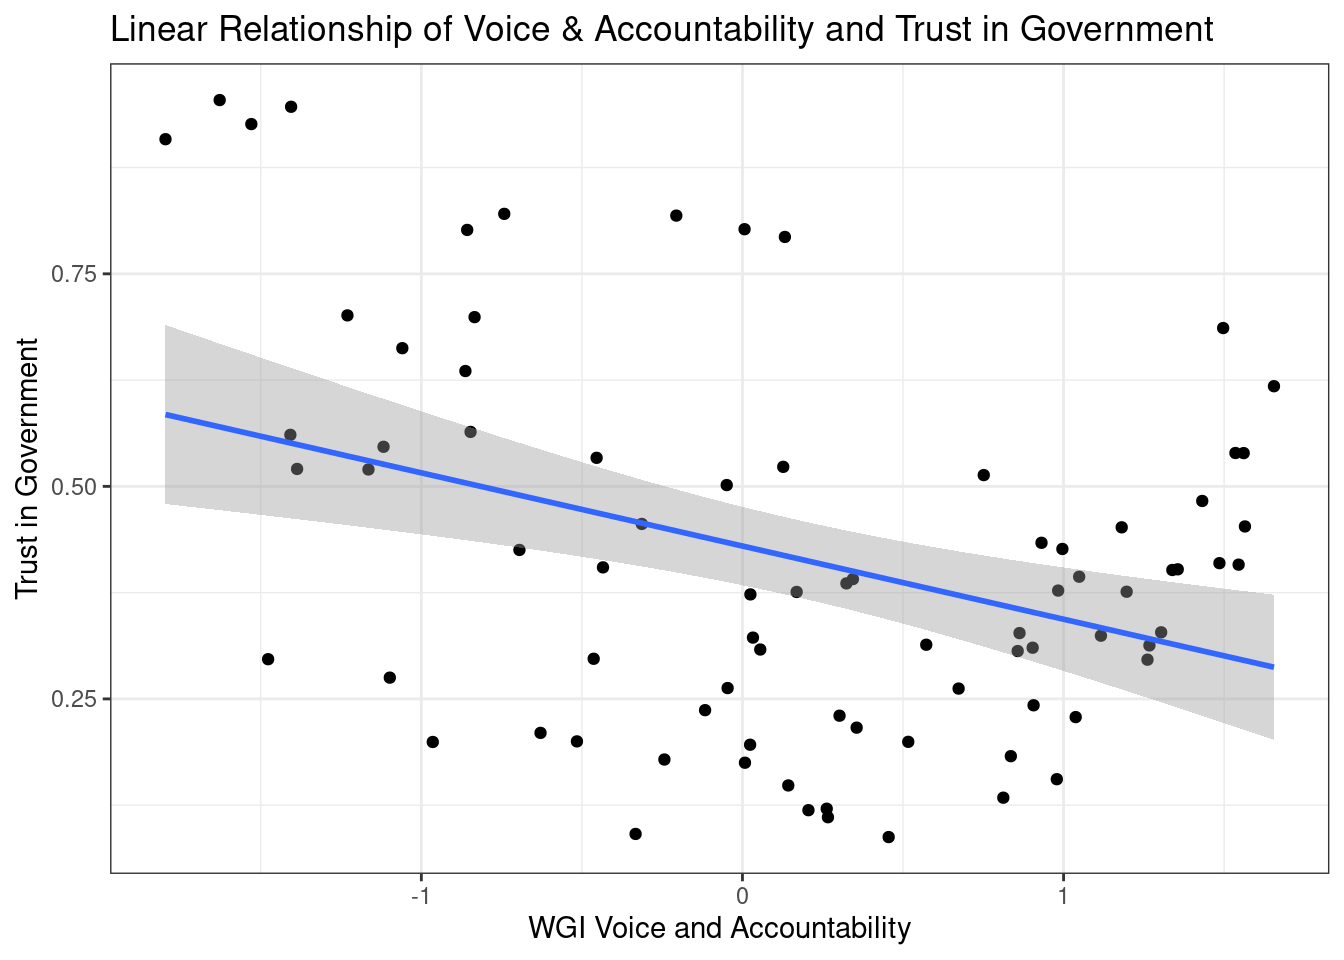 Linear Relationship of Voice & Accountability and Trust in Government
Trust in Government
0.75
0.50
0.25
-1
0
1
WGI Voice and Accountability